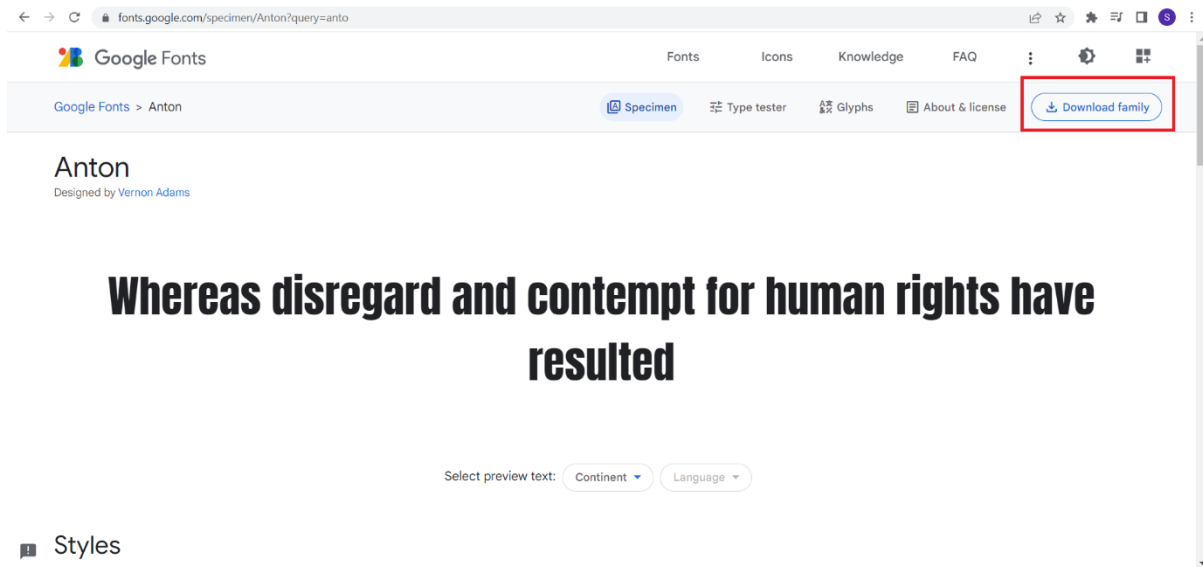 fonts.google.com/specimen/Anton?query=anto
S
Google Fonts
Fonts
Icons
Knowledge
FAQ
Google Fonts > Anton
Specimen
Type tester
Glyphs
About & license
Download family
Anton
Designed by Vernon Adams
Whereas disregard and contempt for human rights have
resulted
Select preview text:
Continent
Language
Styles